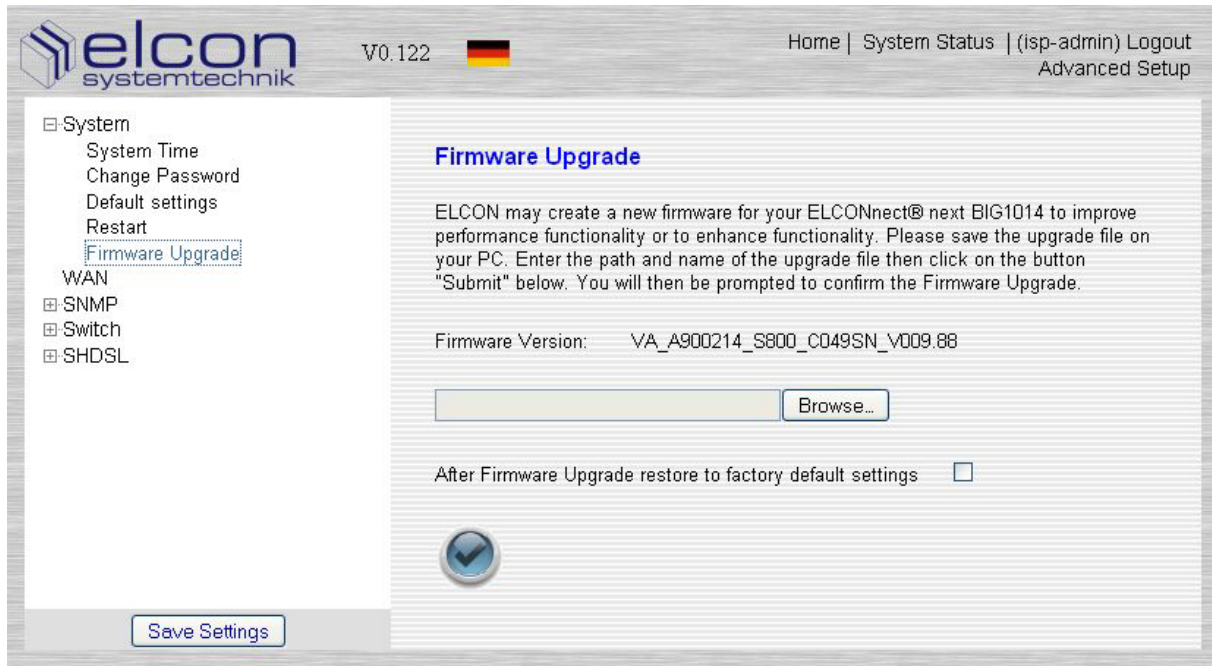 elcon
systemtechnik
V0.122
Home | System Status | (isp-admin) Logout
Advanced Setup
System
System Time
Change Password
Default settings
Restart
Firmware Upgrade
WAN
SNMP
Switch
SHDSL
Save Settings
Firmware Upgrade
ELCON may create a new firmware for your ELCONnect® next BIG1014 to improve
performance functionality or to enhance functionality. Please save the upgrade file on
your PC. Enter the path and name of the upgrade file then click on the button
"Submit" below. You will then be prompted to confirm the Firmware Upgrade.
Firmware Version: VA_A900214_S800_C049SN_V009.88
Browse...
After Firmware Upgrade restore to factory default settings